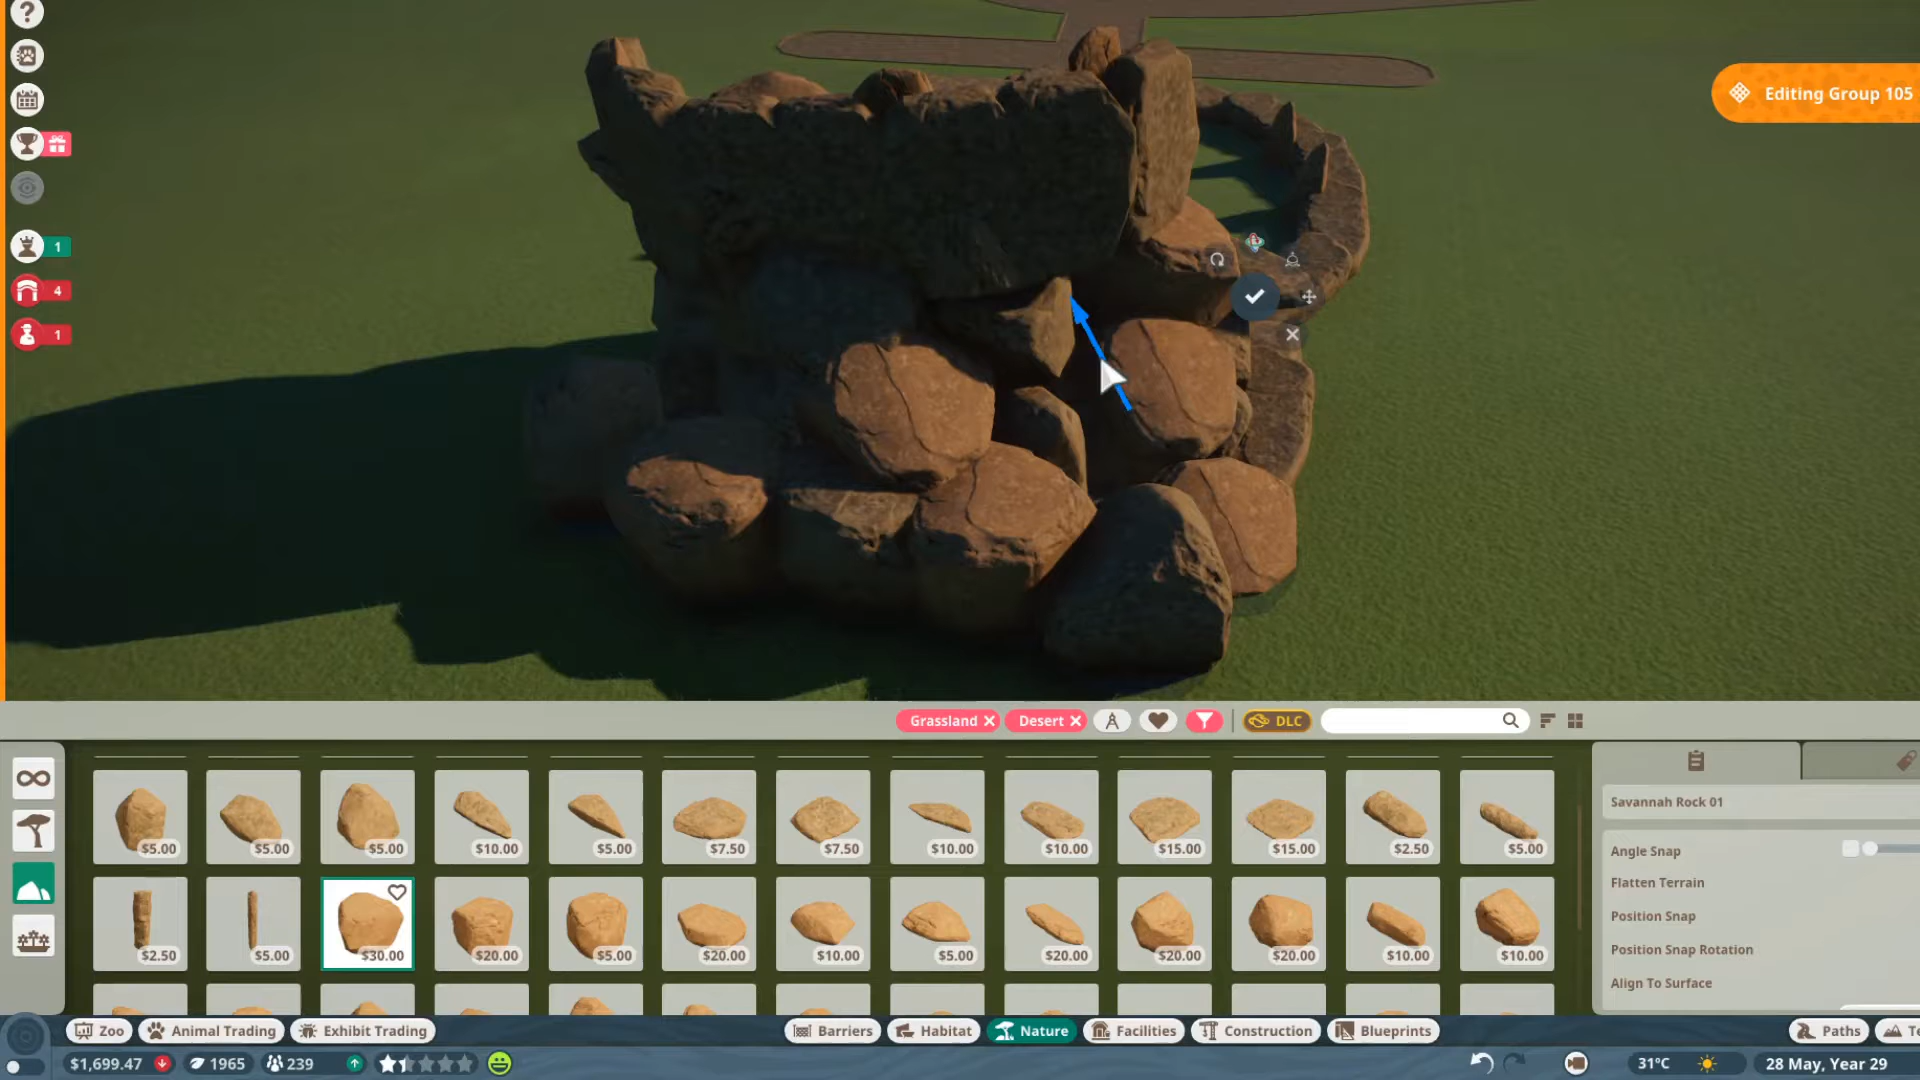 ?
Editing Group 105
1
4
1
Grassland ✕ Desert ✕ DLC
$5.00 $5.00 $5.00 $10.00 $5.00 $7.50 $7.50 $10.00 $10.00 $15.00 $15.00 $2.50 $5.00
$2.50 $5.00 $30.00 $20.00 $5.00 $20.00 $10.00 $5.00 $20.00 $20.00 $20.00 $10.00 $10.00
Savannah Rock 01
Angle Snap
Flatten Terrain
Position Snap
Position Snap Rotation
Align To Surface
Zoo Animal Trading Exhibit Trading Barriers Habitat Nature Facilities Construction Blueprints Paths Te
$1,699.47 1965 239 31°C 28 May, Year 29